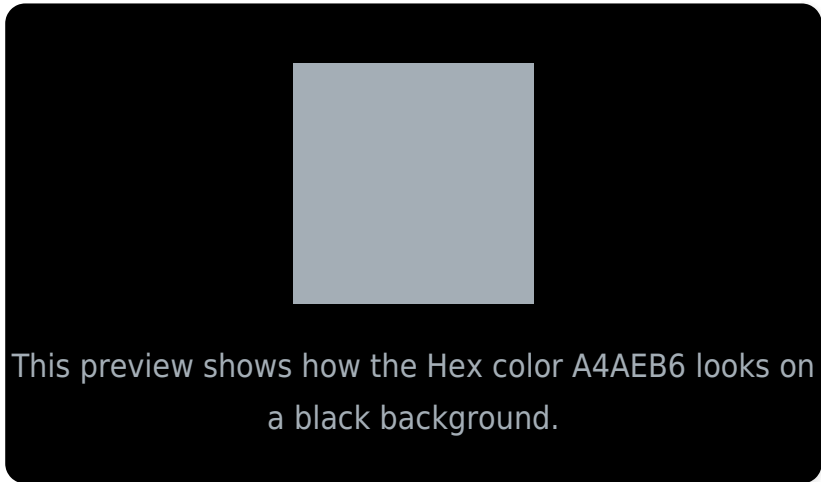 This preview shows how the Hex color A4AEB6 looks on
a black background.